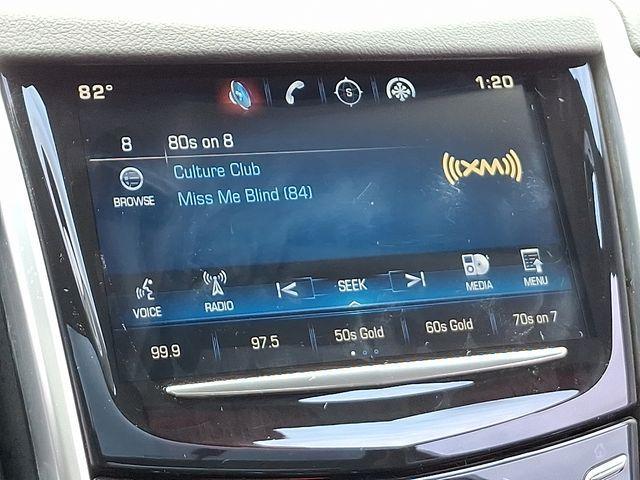 82° 1:20
S
8 80s on 8
Culture Club
Miss Me Blind (84)
XM
BROWSE
VOICE RADIO SEEK MEDIA MENU
99.9 97.5 50s Gold 60s Gold 70s on 7